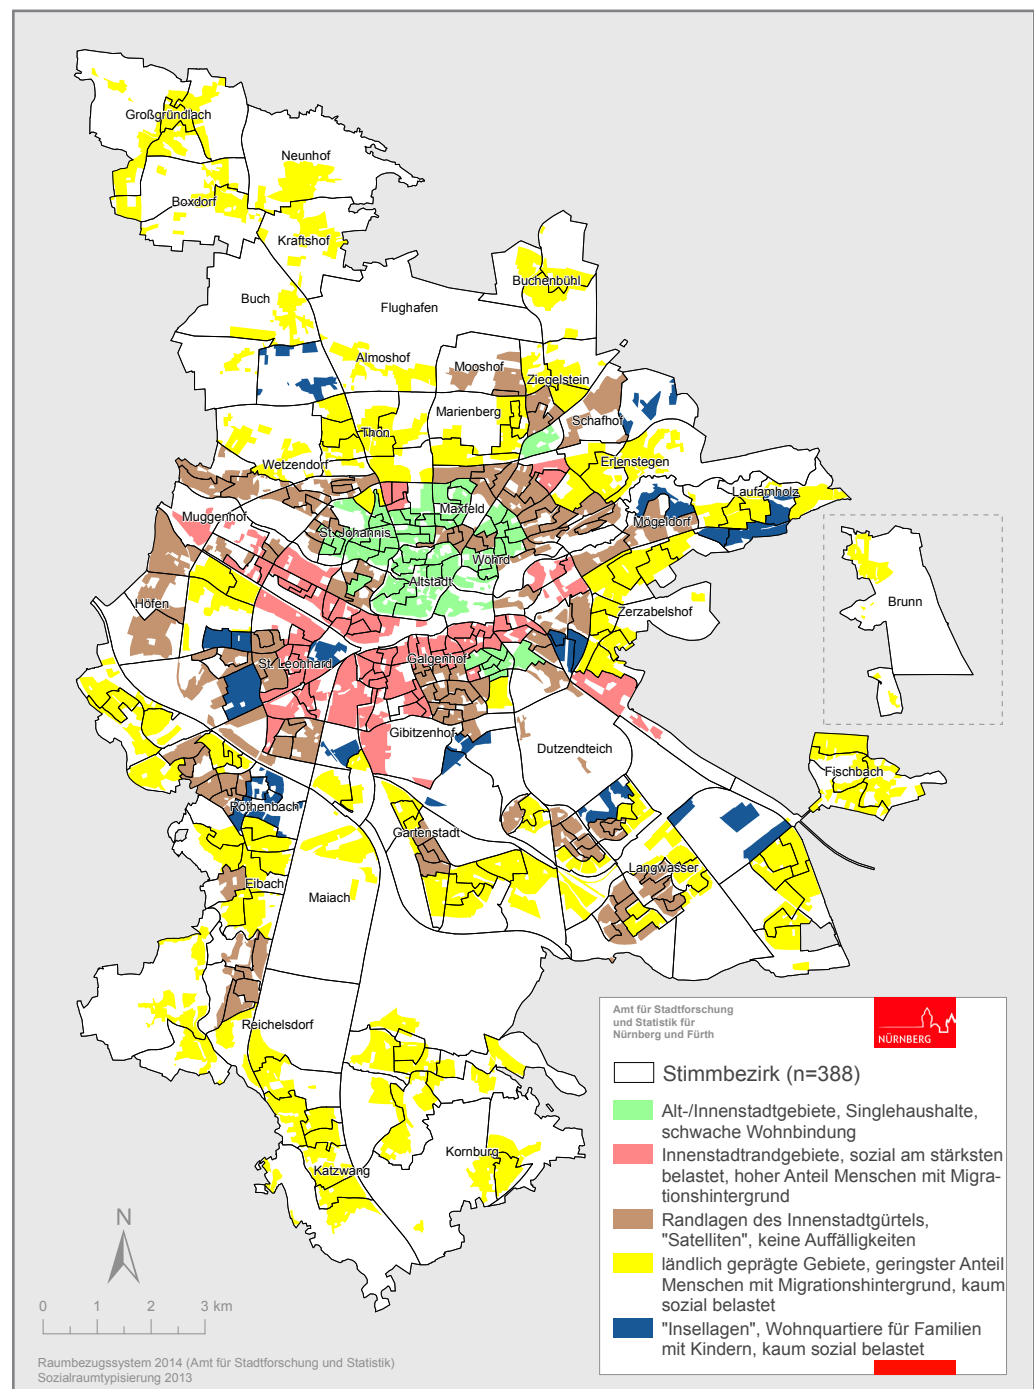 Großgründlach
Neunhof
Boxdorf
Kraftshof
Buchenbühl
Buch
Flughafen
Almoshof
Mooshof
Ziegelstein
Marienberg
Schafhof
Thon
Wetzendorf
Erlenstegen
Laufamholz
Maxfeld
Muggenhof
St. Johannis
Mögeldorf
Wöhrd
Altstadt
Höfen
Zerzabelshof
Brunn
St. Leonhard
Galgenhof
Gibitzenhof
Dutzendteich
Fischbach
Röthenbach
Gartenstadt
Langwasser
Eibach
Maiach
Reichelsdorf
Kornburg
Katzwang
Amt für Stadtforschung
und Statistik für
Nürnberg und Fürth
NÜRNBERG
Stimmbezirk (n=388)
Alt-/Innenstadtgebiete, Singlehaushalte,
schwache Wohnbindung
Innenstadtrandgebiete, sozial am stärksten
belastet, hoher Anteil Menschen mit Migra-
tionshintergrund
Randlagen des Innenstadtgürtels,
"Satelliten", keine Auffälligkeiten
ländlich geprägte Gebiete, geringster Anteil
Menschen mit Migrationshintergrund, kaum
sozial belastet
"Insellagen", Wohnquartiere für Familien
mit Kindern, kaum sozial belastet
N
0 1 2 3 km
Raumbezugssystem 2014 (Amt für Stadtforschung und Statistik)
Sozialraumtypisierung 2013